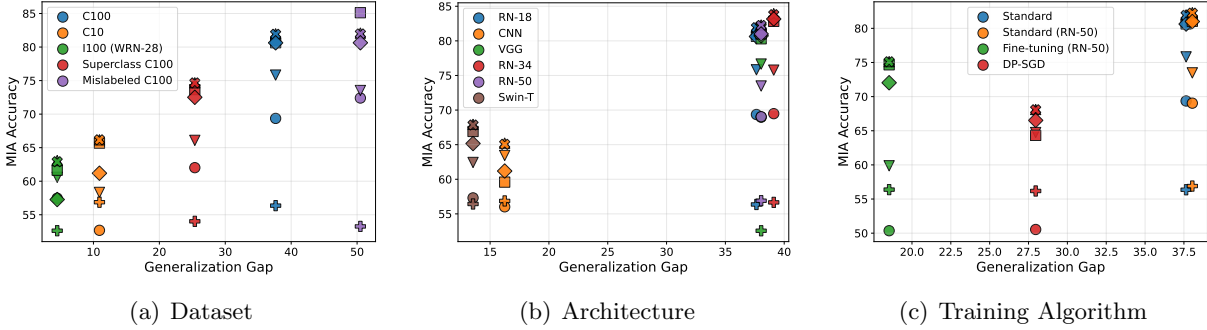 MIA Accuracy
85
80
75
70
65
60
55
10
20
30
40
50
Generalization Gap
C100
C10
I100 (WRN-28)
Superclass C100
Mislabeled C100
(a) Dataset
MIA Accuracy
85
80
75
70
65
60
55
15
20
25
30
35
40
Generalization Gap
RN-18
CNN
VGG
RN-34
RN-50
Swin-T
(b) Architecture
MIA Accuracy
80
75
70
65
60
55
50
20.0
22.5
25.0
27.5
30.0
32.5
35.0
37.5
Generalization Gap
Standard
Standard (RN-50)
Fine-tuning (RN-50)
DP-SGD
(c) Training Algorithm